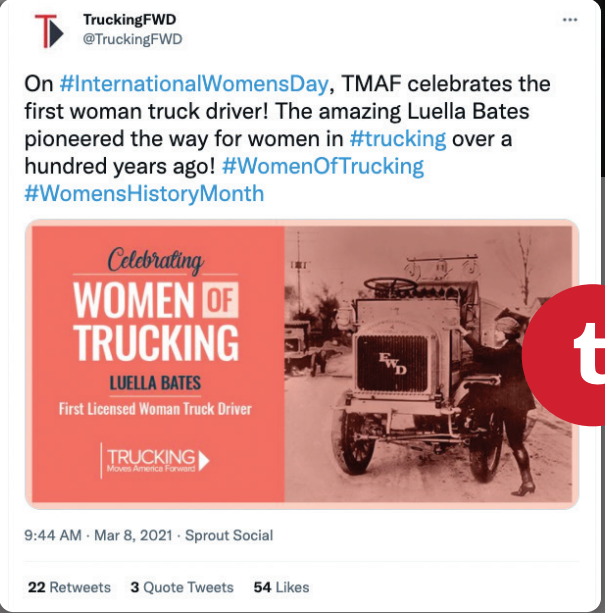 TruckingFWD
@TruckingFWD
On #InternationalWomensDay, TMAF celebrates the
first woman truck driver! The amazing Luella Bates
pioneered the way for women in #trucking over a
hundred years ago! #WomenOfTrucking
#WomensHistoryMonth
Celebrating
WOMEN OF
TRUCKING
LUELLA BATES
First Licensed Woman Truck Driver
TRUCKING
Moves America Forward
FWD
t
9:44 AM · Mar 8, 2021 · Sprout Social
22 Retweets 3 Quote Tweets 54 Likes